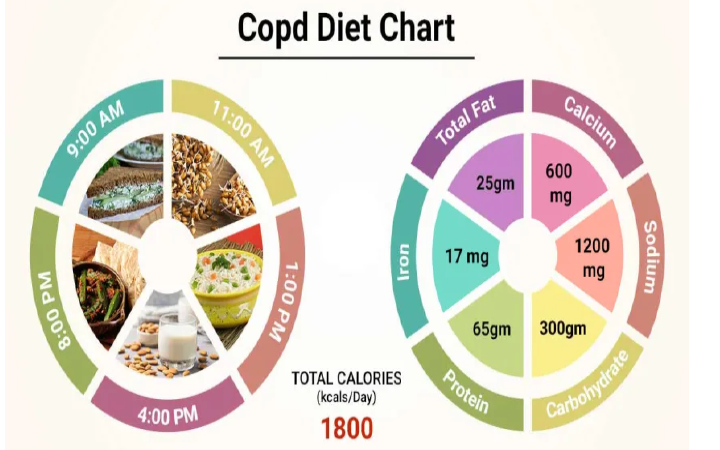 Copd Diet Chart
9:00 AM
11:00 AM
1:00 PM
4:00 PM
8:00 PM
TOTAL CALORIES
(kcals/Day)
1800
Total Fat
25gm
Calcium
600
mg
Sodium
1200
mg
Carbohydrate
300gm
Protein
65gm
Iron
17 mg